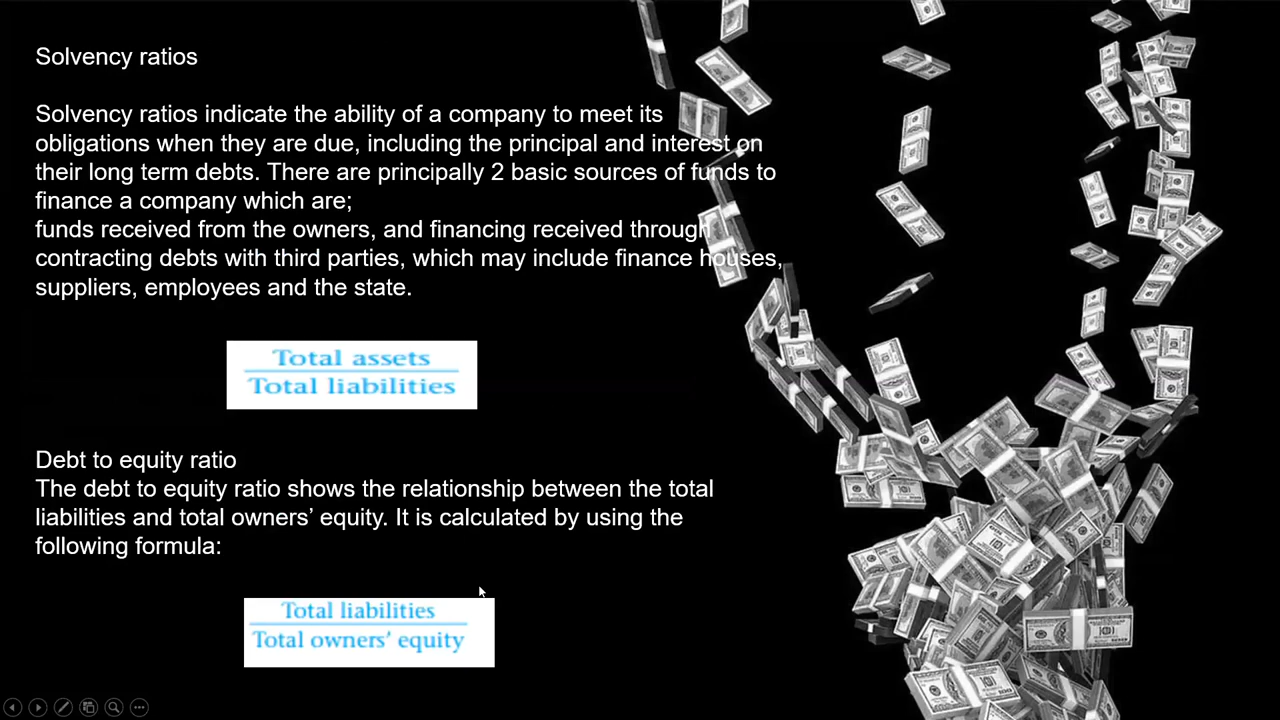 Solvency ratios
Solvency ratios indicate the ability of a company to meet its
obligations when they are due, including the principal and interest on
their long term debts. There are principally 2 basic sources of funds to
finance a company which are;
funds received from the owners, and financing received through
contracting debts with third parties, which may include finance houses,
suppliers, employees and the state.
Total assets
Total liabilities
Debt to equity ratio
The debt to equity ratio shows the relationship between the total
liabilities and total owners’ equity. It is calculated by using the
following formula:
Total liabilities
Total owners’ equity